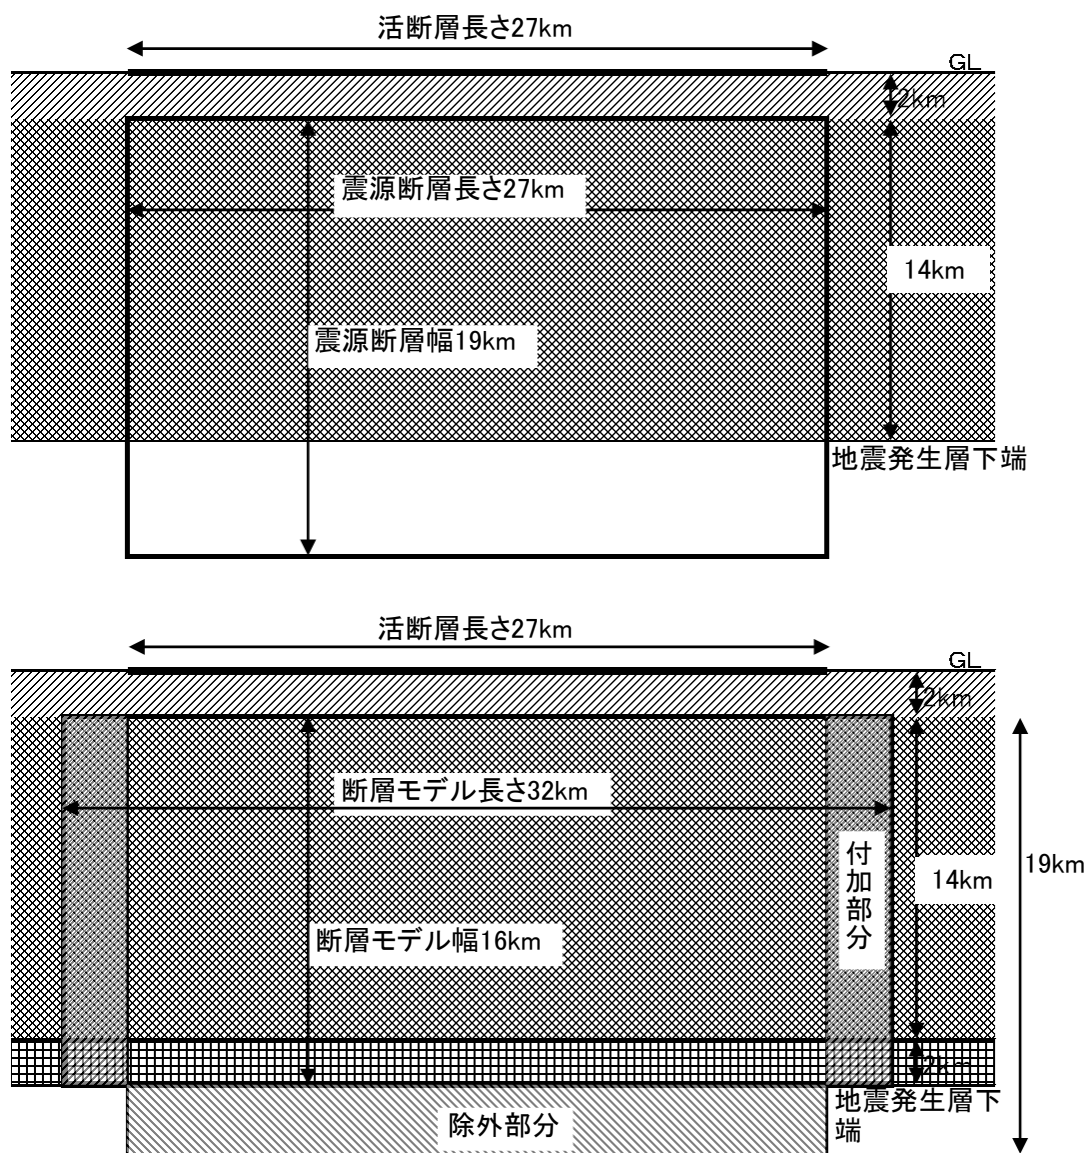 活断層長さ27km
GL
2km
震源断層長さ27km
14km
震源断層幅19km
地震発生層下端
活断層長さ27km
GL
2km
断層モデル長さ32km
付加部分
14km
19km
断層モデル幅16km
2km
地震発生層下
端
除外部分